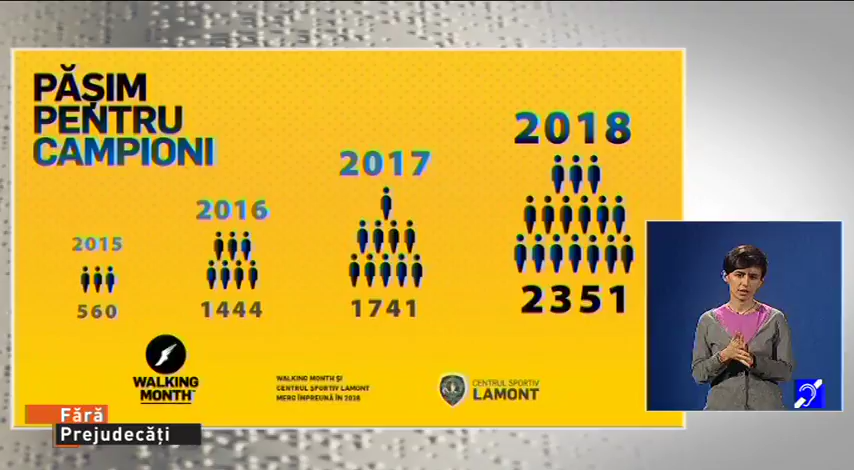 PĂȘIM
PENTRU
CAMPIONI
2015
560
2016
1444
2017
1741
2018
2351
WALKING
MONTH
WALKING MONTH ȘI
CENTRUL SPORTIV LAMONT
MERG ÎMPREUNĂ ÎN 2018
CENTRUL SPORTIV
LAMONT
Fără
Prejudecăți